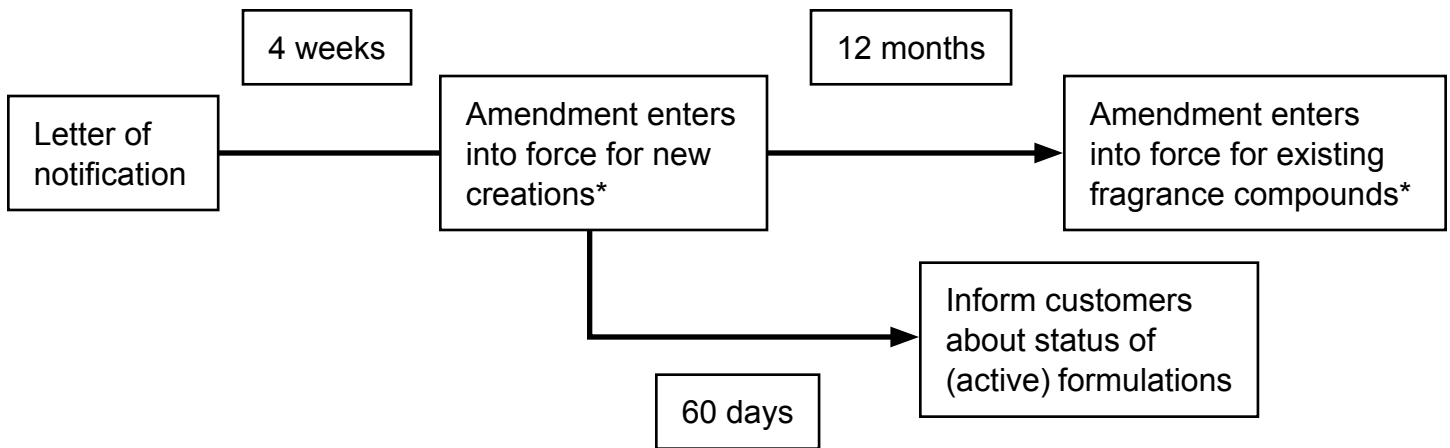 4 weeks
12 months
Letter of
notification
Amendment enters
into force for new
creations*
Amendment enters
into force for existing
fragrance compounds*
Inform customers
about status of
(active) formulations
60 days